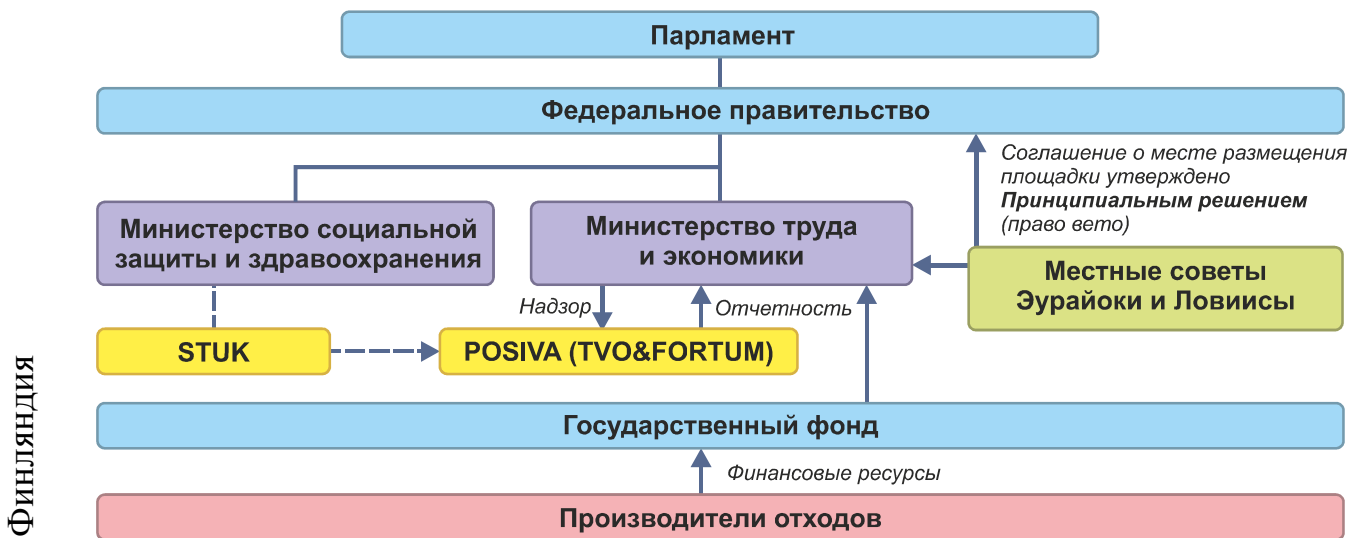 Парламент
Федеральное правительство
Соглашение о месте размещения
площадки утверждено
Принципиальным решением
(право вето)
Министерство социальной
защиты и здравоохранения
Министерство труда
и экономики
Местные советы
Эурайоки и Ловиисы
Надзор
Отчетность
STUK
POSIVA (TVO&FORTUM)
Государственный фонд
Финансовые ресурсы
Производители отходов
Финляндия